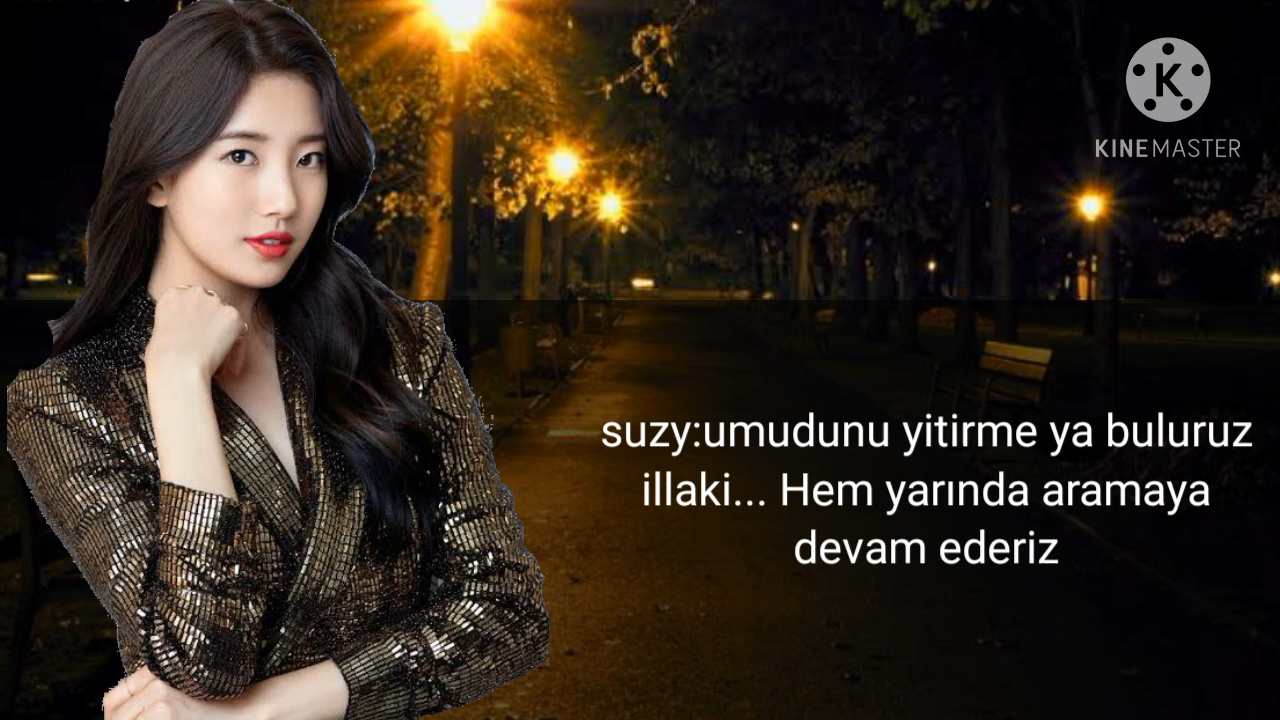 KINEMASTER
suzy:umudunu yitirme ya buluruz
illaki... Hem yarında aramaya
devam ederiz